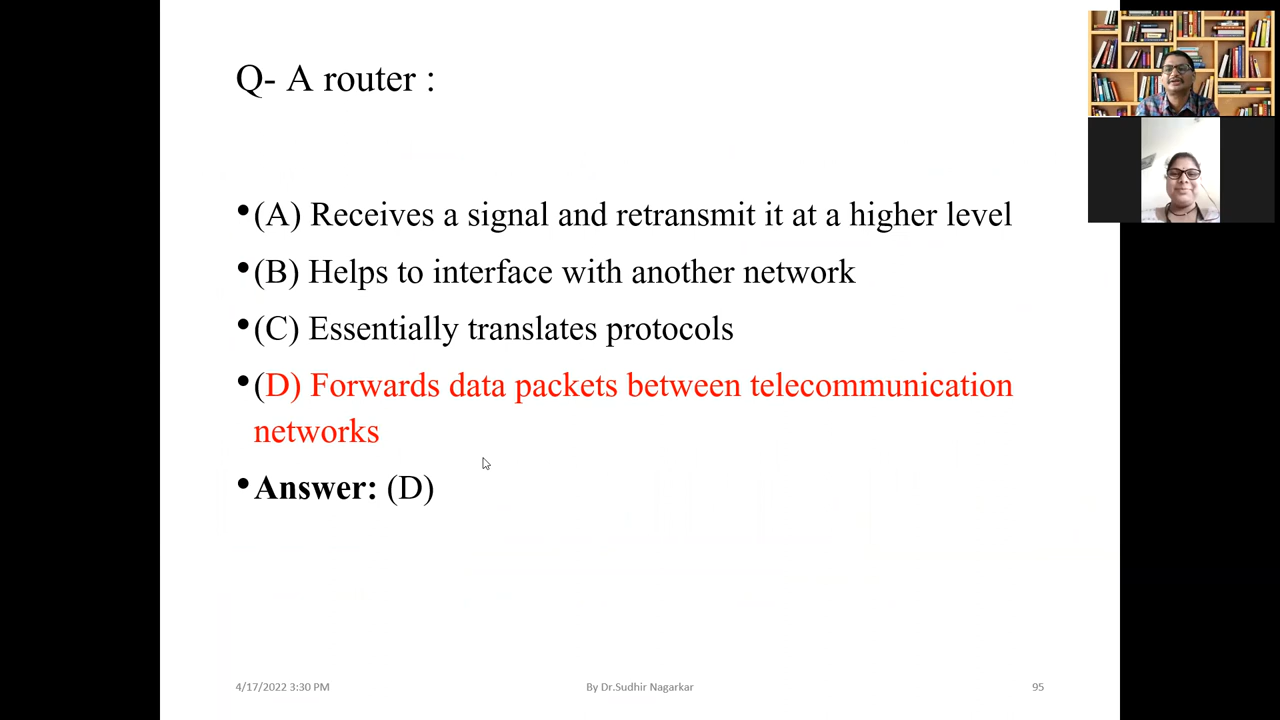 Q- A router :
•(A) Receives a signal and retransmit it at a higher level
•(B) Helps to interface with another network
•(C) Essentially translates protocols
•(D) Forwards data packets between telecommunication
networks
•Answer: (D)
4/17/2022 3:30 PM
By Dr.Sudhir Nagarkar
95